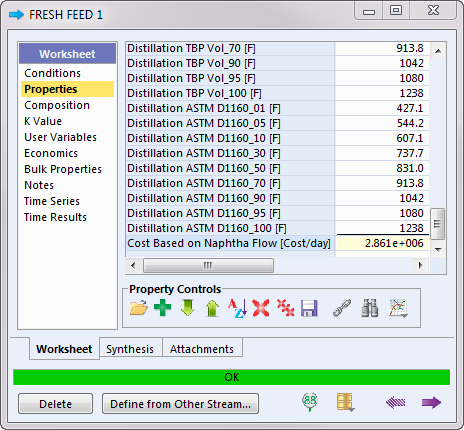 FRESH FEED 1
Worksheet
Conditions
Properties
Composition
K Value
User Variables
Economics
Bulk Properties
Notes
Time Series
Time Results
Distillation TBP Vol_70 [F] 913.8
Distillation TBP Vol_90 [F] 1042
Distillation TBP Vol_95 [F] 1080
Distillation TBP Vol_100 [F] 1238
Distillation ASTM D1160_01 [F] 427.1
Distillation ASTM D1160_05 [F] 544.2
Distillation ASTM D1160_10 [F] 607.1
Distillation ASTM D1160_30 [F] 737.7
Distillation ASTM D1160_50 [F] 831.0
Distillation ASTM D1160_70 [F] 913.8
Distillation ASTM D1160_90 [F] 1042
Distillation ASTM D1160_95 [F] 1080
Distillation ASTM D1160_100 [F] 1238
Cost Based on Naphtha Flow [Cost/day] 2.861e+006
Property Controls
A
Z
Worksheet Synthesis Attachments
OK
Delete Define from Other Stream...
88